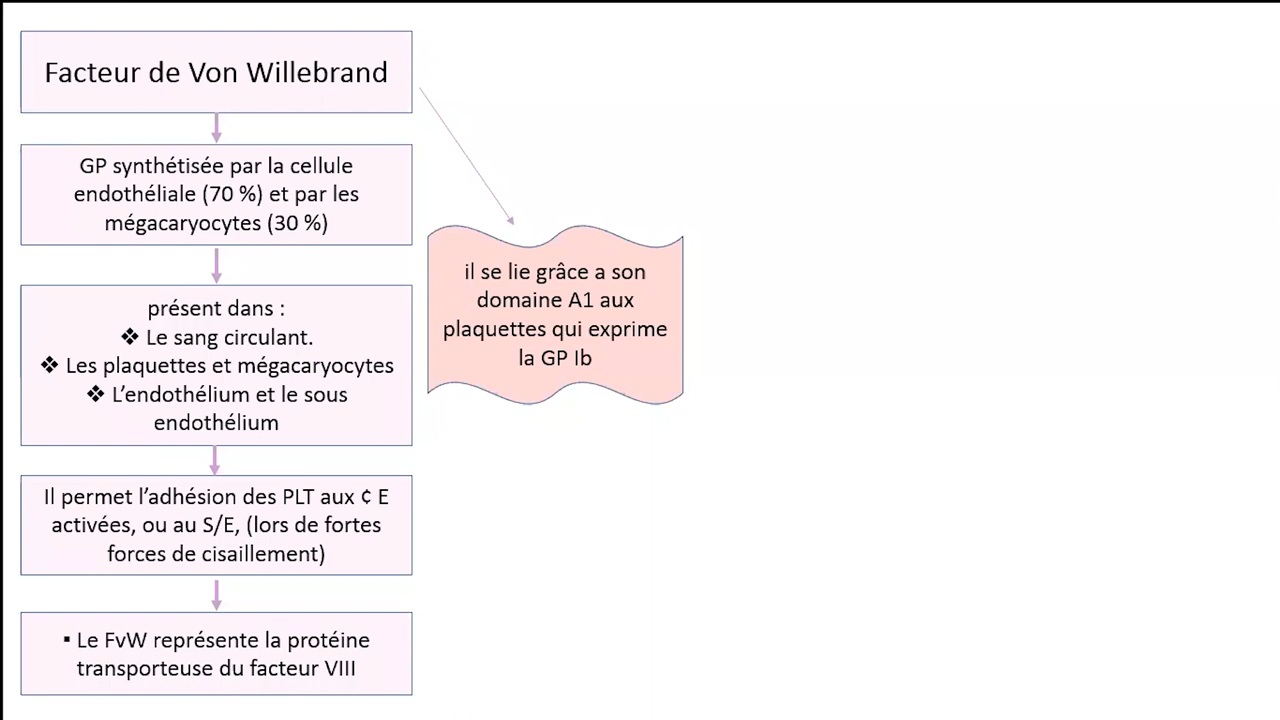 Facteur de Von Willebrand
GP synthétisée par la cellule
endothéliale (70 %) et par les
mégacaryocytes (30 %)
présent dans :
❖ Le sang circulant.
❖ Les plaquettes et mégacaryocytes
❖ L’endothélium et le sous
endothélium
Il permet l’adhésion des PLT aux ¢ E
activées, ou au S/E, (lors de fortes
forces de cisaillement)
▪ Le FvW représente la protéine
transporteuse du facteur VIII
il se lie grâce a son
domaine A1 aux
plaquettes qui exprime
la GP Ib